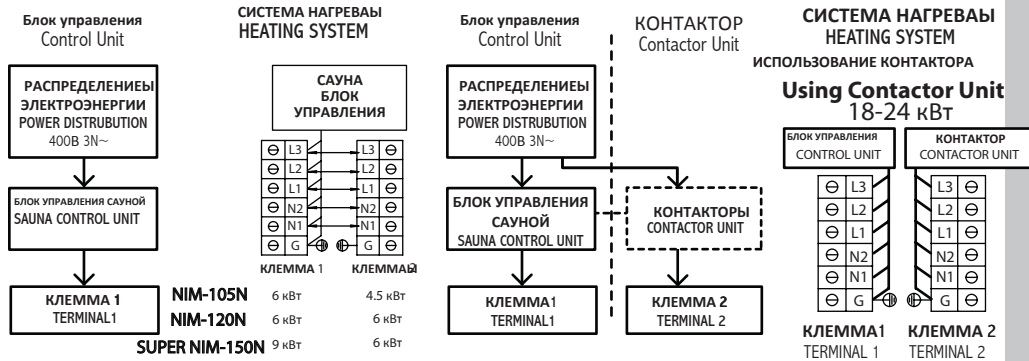 Блок управления
Control Unit
РАСПРЕДЕЛЕНИЕЫ
ЭЛЕКТРОЭНЕРГИИ
POWER DISTRUBUTION
400В 3N~
БЛОК УПРАВЛЕНИЯ САУНОЙ
SAUNA CONTROL UNIT
КЛЕММА 1
TERMINAL1
СИСТЕМА НАГРЕВАЫ
HEATING SYSTEM
САУНА
БЛОК
УПРАВЛЕНИЯ
L3 L3
L2 L2
L1 L1
N2 N2
N1 N1
G G
КЛЕММА 1 КЛЕММАЫ2
NIM-105N 6 кВт 4.5 кВт
NIM-120N 6 кВт 6 кВт
SUPER NIM-150N 9 кВт 6 кВт
Блок управления
Control Unit
РАСПРЕДЕЛЕНИЕЫ
ЭЛЕКТРОЭНЕРГИИ
POWER DISTRUBUTION
400В 3N~
БЛОК УПРАВЛЕНИЯ
САУНОЙ
SAUNA CONTROL UNIT
КЛЕММА1
TERMINAL1
КОНТАКТОР
Contactor Unit
КОНТАКТОРЫ
CONTACTOR UNIT
КЛЕММА 2
TERMINAL 2
СИСТЕМА НАГРЕВАЫ
HEATING SYSTEM
ИСПОЛЬЗОВАНИЕ КОНТАКТОРА
Using Contactor Unit
18-24 кВт
БЛОК УПРАВЛЕНИЯ
CONTROL UNIT
КОНТАКТОР
CONTACTOR UNIT
L3 L3
L2 L2
L1 L1
N2 N2
N1 N1
G G
КЛЕММА1 КЛЕММА 2
TERMINAL 1 TERMINAL 2